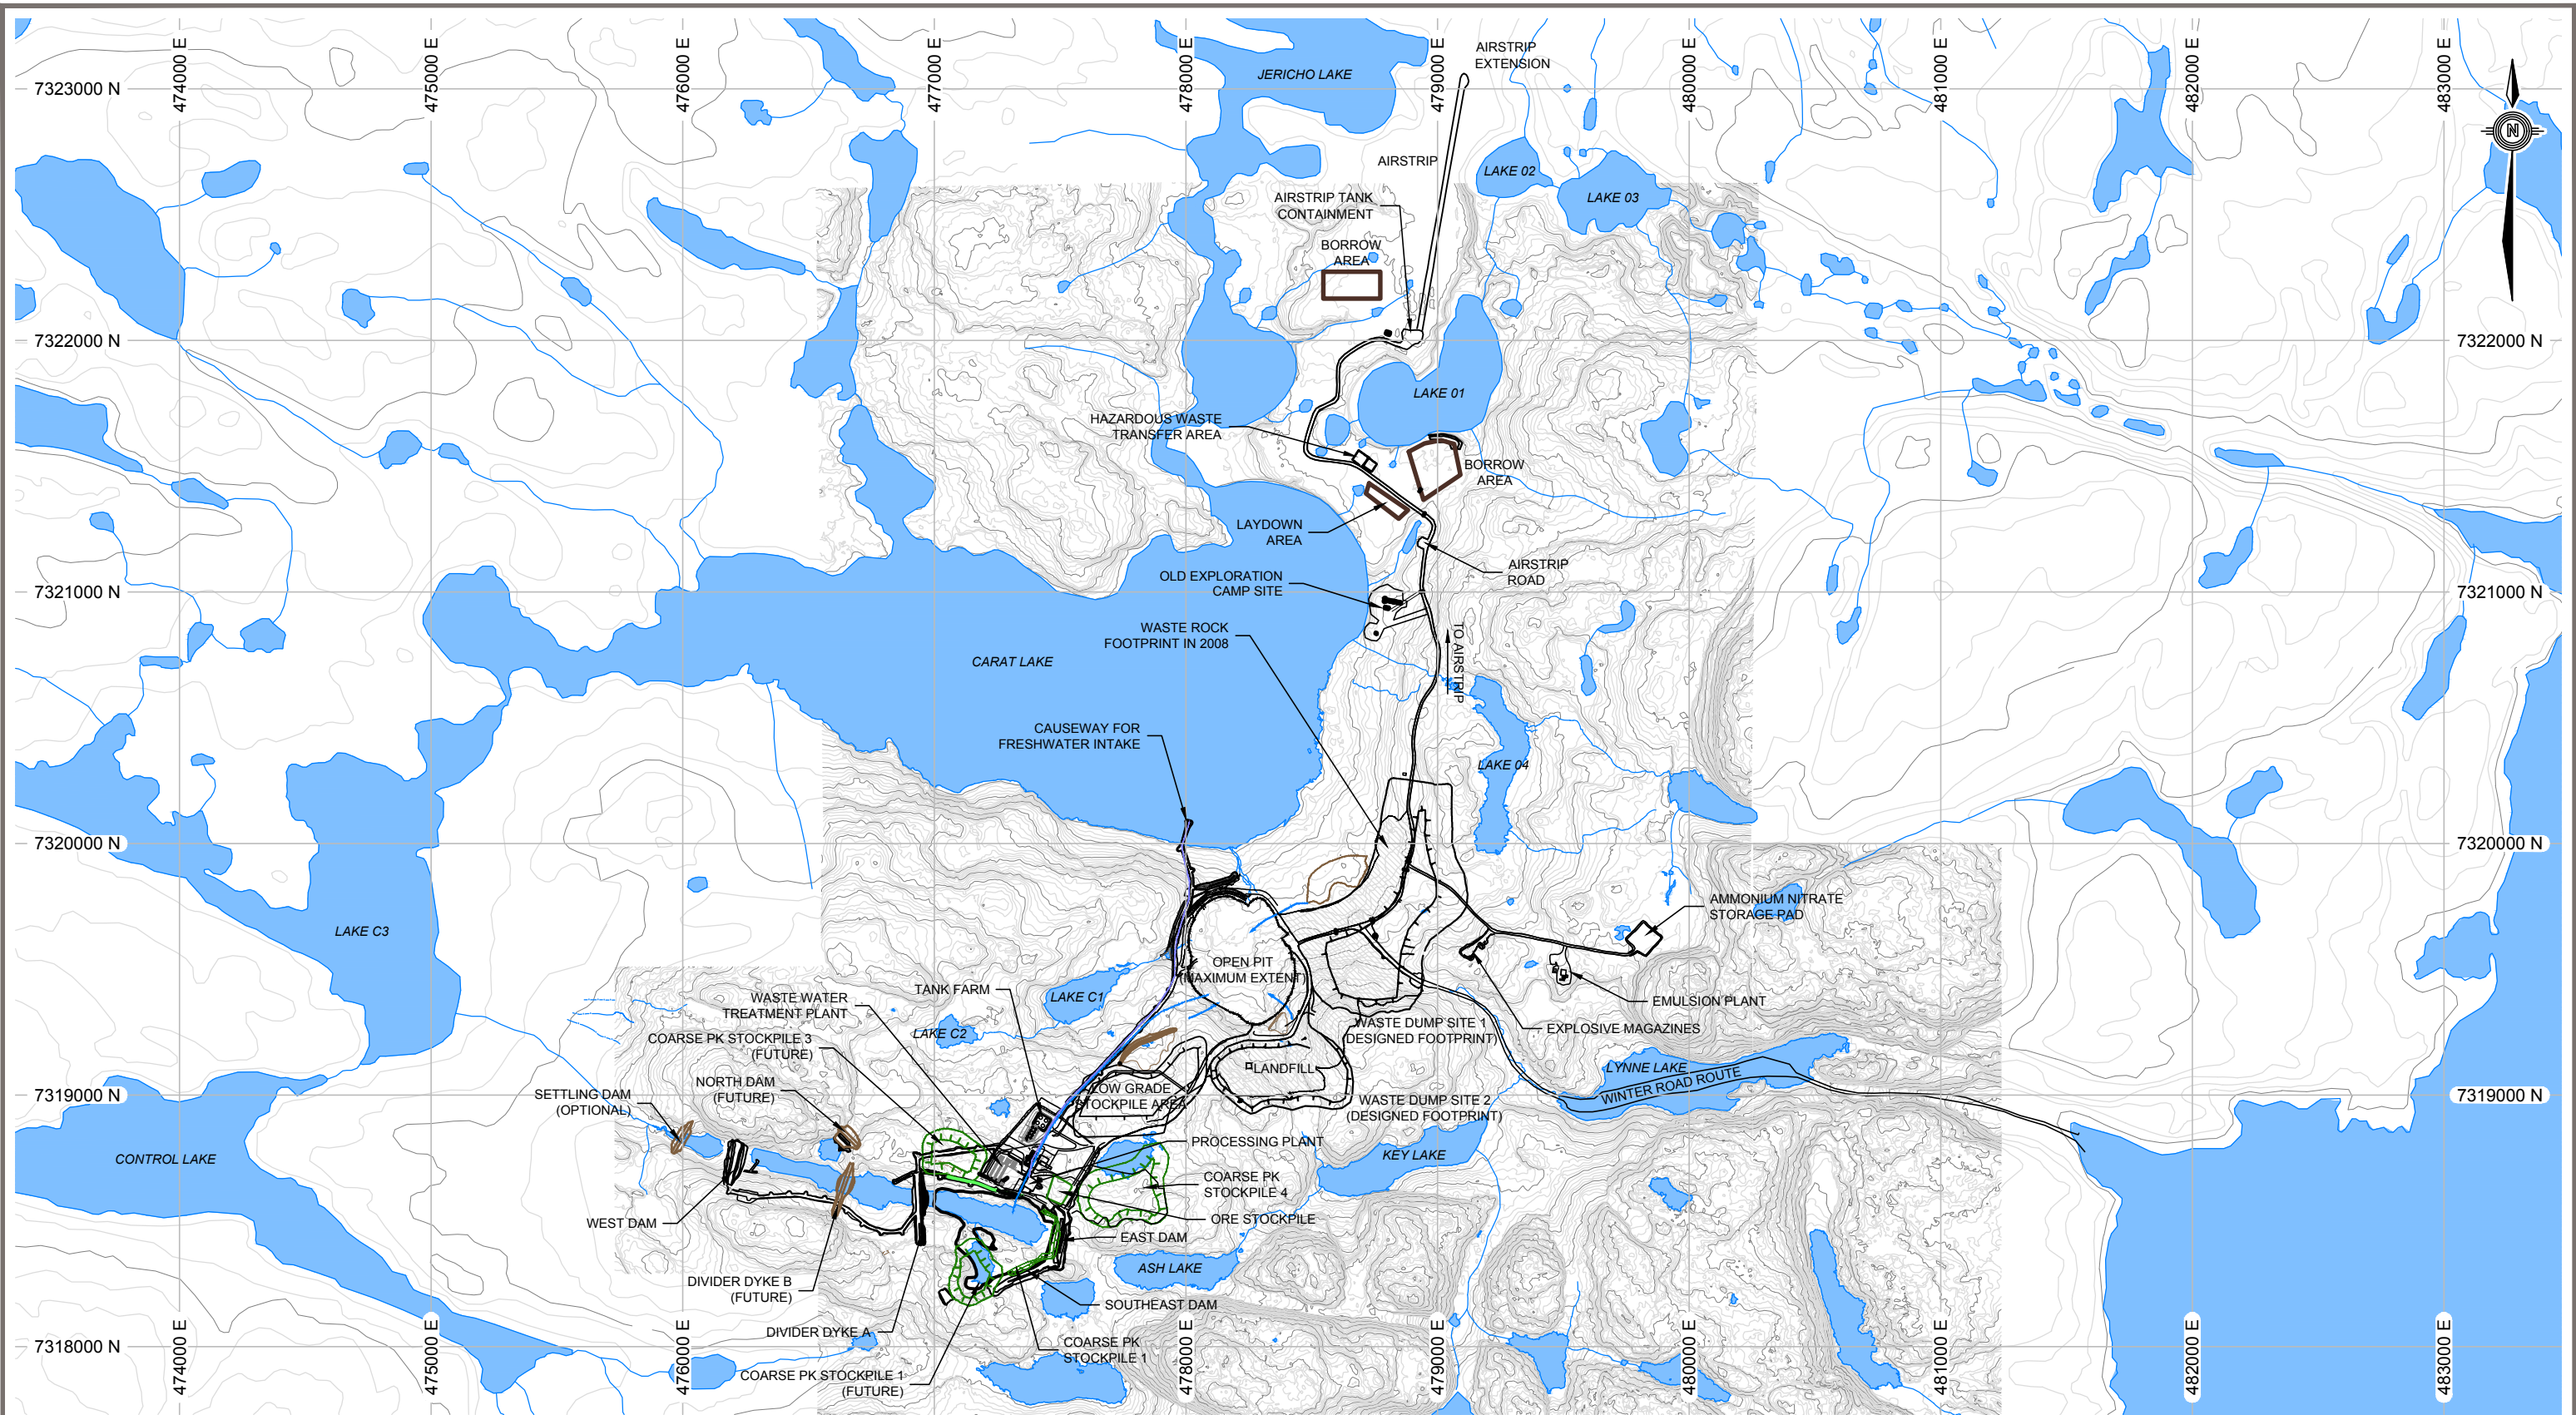 474000 E
475000 E
476000 E
477000 E
478000 E
479000 E
480000 E
481000 E
482000 E
483000 E
AIRSTRIP
EXTENSION
JERICHO LAKE
7323000 N
7323000 N
N
AIRSTRIP
LAKE 02
LAKE 03
AIRSTRIP TANK
CONTAINMENT
BORROW
AREA
7322000 N
7322000 N
LAKE 01
HAZARDOUS WASTE
TRANSFER AREA
BORROW
AREA
LAYDOWN
AREA
AIRSTRIP
ROAD
OLD EXPLORATION
CAMP SITE
7321000 N
7321000 N
WASTE ROCK
FOOTPRINT IN 2008
TO AIRSTRIP
CARAT LAKE
CAUSEWAY FOR
FRESHWATER INTAKE
LAKE 04
7320000 N
7320000 N
AMMONIUM NITRATE
STORAGE PAD
LAKE C3
OPEN PIT
(MAXIMUM EXTENT)
TANK FARM
LAKE C1
WASTE WATER
TREATMENT PLANT
EMULSION PLANT
LAKE C2
WASTE DUMP SITE 1
(DESIGNED FOOTPRINT)
EXPLOSIVE MAGAZINES
COARSE PK STOCKPILE 3
(FUTURE)
LANDFILL
LYNNE LAKE
WINTER ROAD ROUTE
NORTH DAM
(FUTURE)
LOW GRADE
STOCKPILE AREA
SETTLING DAM
(OPTIONAL)
7319000 N
7319000 N
WASTE DUMP SITE 2
(DESIGNED FOOTPRINT)
PROCESSING PLANT
CONTROL LAKE
KEY LAKE
COARSE PK
STOCKPILE 4
WEST DAM
ORE STOCKPILE
EAST DAM
ASH LAKE
DIVIDER DYKE B
(FUTURE)
SOUTHEAST DAM
DIVIDER DYKE A
COARSE PK
STOCKPILE 1
7318000 N
7318000 N
COARSE PK STOCKPILE 1
(FUTURE)
474000 E
475000 E
476000 E
478000 E
479000 E
480000 E
481000 E
482000 E
483000 E